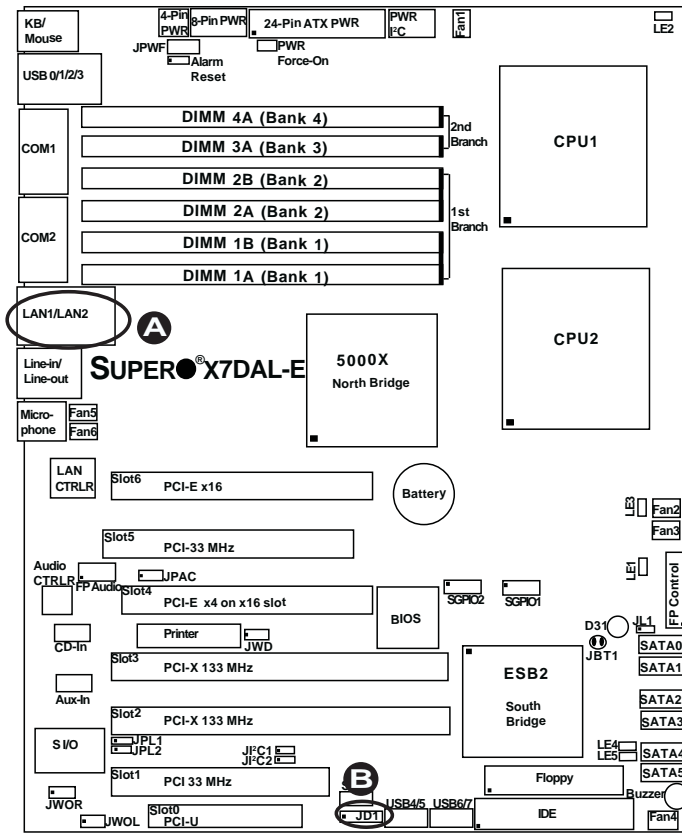 KB/
Mouse
4-Pin
PWR
8-Pin PWR
24-Pin ATX PWR
PWR
I²C
Fan1
LE2
JPWF
Alarm
Reset
PWR
Force-On
USB 0/1/2/3
COM1
COM2
DIMM 4A (Bank 4)
DIMM 3A (Bank 3)
DIMM 2B (Bank 2)
DIMM 2A (Bank 2)
DIMM 1B (Bank 1)
DIMM 1A (Bank 1)
2nd
Branch
1st
Branch
CPU1
CPU2
LAN1/LAN2
A
Line-in/
Line-out
SUPER●®X7DAL-E
5000X
North Bridge
Micro-
phone
Fan5
Fan6
LAN
CTRLR
Slot6
PCI-E x16
Battery
LE3
Fan2
Fan3
Slot5
PCI-33 MHz
Audio
CTRLR
FP Audio
JPAC
Slot4
PCI-E x4 on x16 slot
BIOS
SGPIO2
SGPIO1
LE1
FP Control
D31
JL1
JBT1
CD-In
Printer
JWD
Slot3
PCI-X 133 MHz
ESB2
South
Bridge
SATA0
SATA1
SATA2
SATA3
Aux-In
Slot2
PCI-X 133 MHz
S I/O
JPL1
JPL2
JI²C1
JI²C2
LE4
LE5
SATA4
SATA5
Slot1
PCI 33 MHz
B
Floppy
Buzzer
JWOR
JWOL
Slot0
PCI-U
JD1
USB4/5
USB6/7
IDE
Fan4